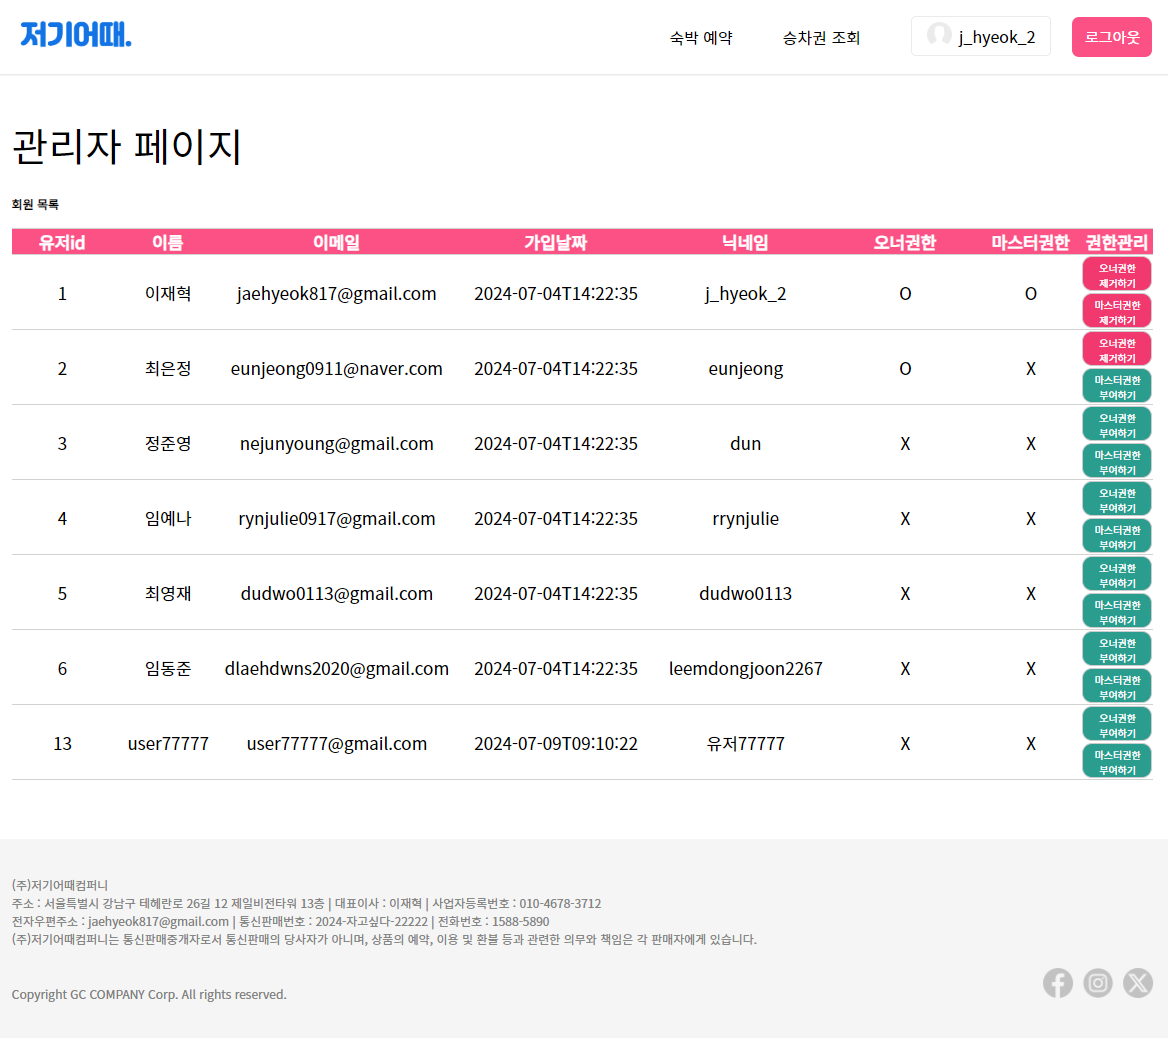 저기어때.
숙박 예약 승차권 조회 j_hyeok_2 로그아웃
관리자 페이지
회원 목록
유저id 이름 이메일 가입날짜 닉네임 오너권한 마스터권한 권한관리
1 이재혁 jaehyeok817@gmail.com 2024-07-04T14:22:35 j_hyeok_2 O O
오너권한
제거하기
마스터권한
제거하기
2 최은정 eunjeong0911@naver.com 2024-07-04T14:22:35 eunjeong O X
오너권한
제거하기
마스터권한
부여하기
3 정준영 nejunyoung@gmail.com 2024-07-04T14:22:35 dun X X
오너권한
부여하기
마스터권한
부여하기
4 임예나 rynjulie0917@gmail.com 2024-07-04T14:22:35 rrynjulie X X
오너권한
부여하기
마스터권한
부여하기
5 최영재 dudwo0113@gmail.com 2024-07-04T14:22:35 dudwo0113 X X
오너권한
부여하기
마스터권한
부여하기
6 임동준 dlaehdwns2020@gmail.com 2024-07-04T14:22:35 leemdongjoon2267 X X
오너권한
부여하기
마스터권한
부여하기
13 user77777 user77777@gmail.com 2024-07-09T09:10:22 유저77777 X X
오너권한
부여하기
마스터권한
부여하기
(주)저기어때컴퍼니
주소 : 서울특별시 강남구 테헤란로 26길 12 제일비전타워 13층 | 대표이사 : 이재혁 | 사업자등록번호 : 010-4678-3712
전자우편주소 : jaehyeok817@gmail.com | 통신판매번호 : 2024-자고싶다-22222 | 전화번호 : 1588-5890
(주)저기어때컴퍼니는 통신판매중개자로서 통신판매의 당사자가 아니며, 상품의 예약, 이용 및 환불 등과 관련한 의무와 책임은 각 판매자에게 있습니다.
Copyright GC COMPANY Corp. All rights reserved.